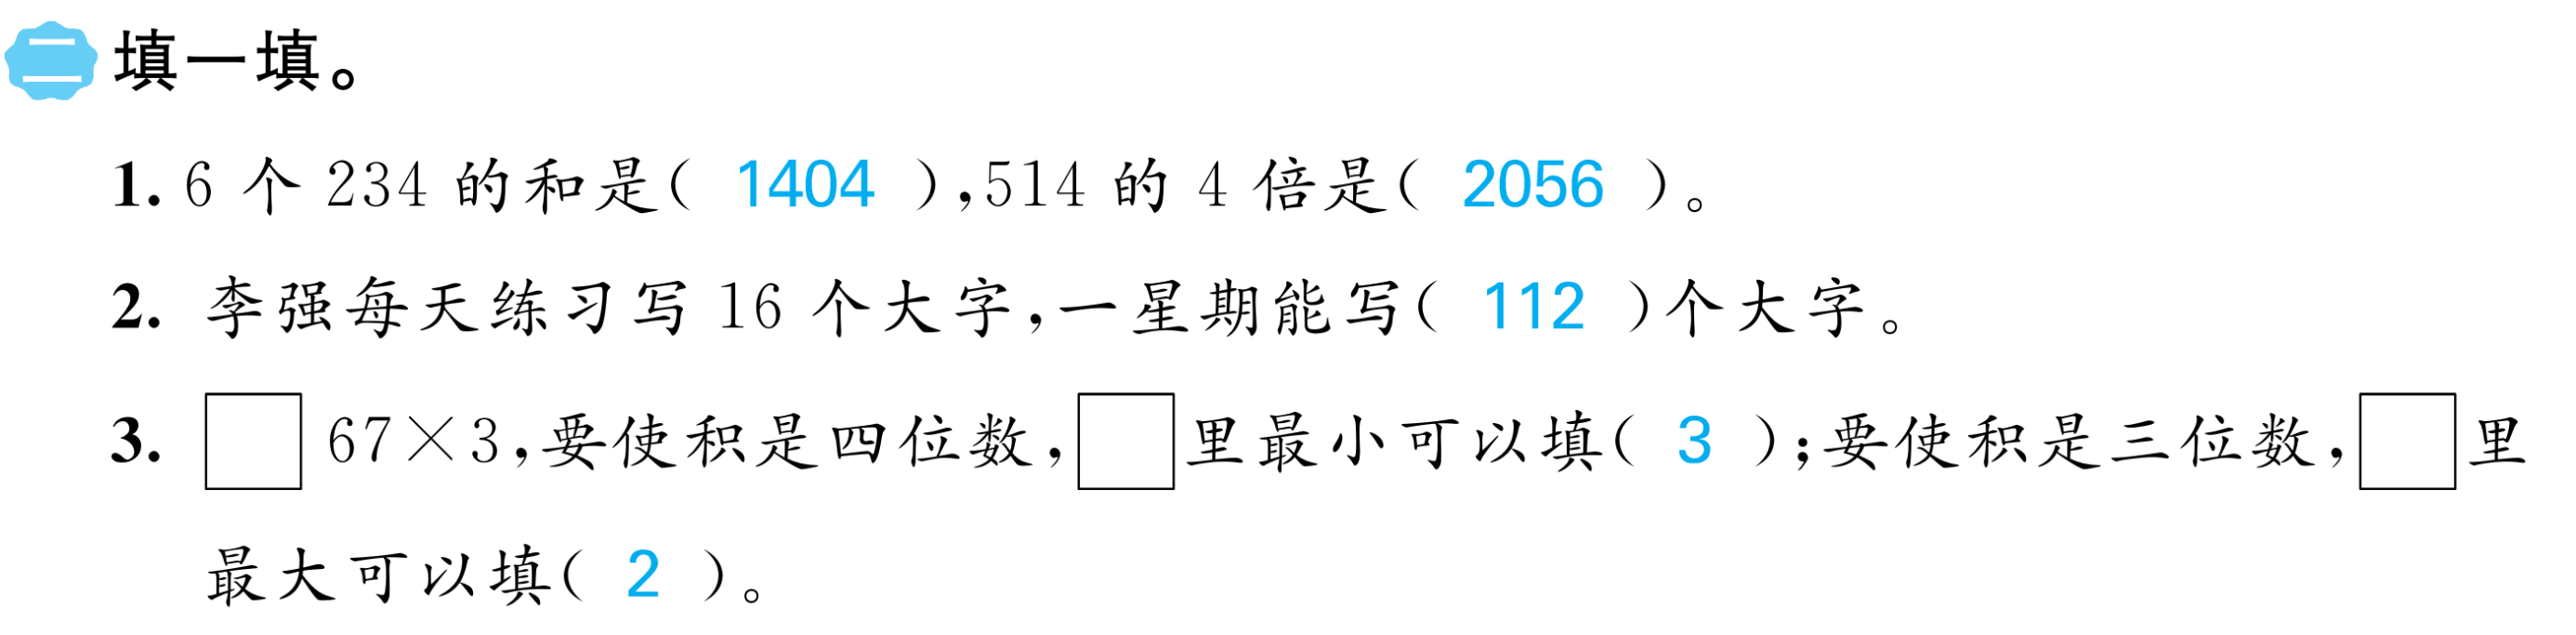 二 填一填。
1. 6 个 234 的和是( 1404 ),514 的 4 倍是( 2056 )。
2. 李强每天练习写 16 个大字,一星期能写( 112 )个大字。
3. □67×3,要使积是四位数,□里最小可以填( 3 );要使积是三位数,□里
最大可以填( 2 )。